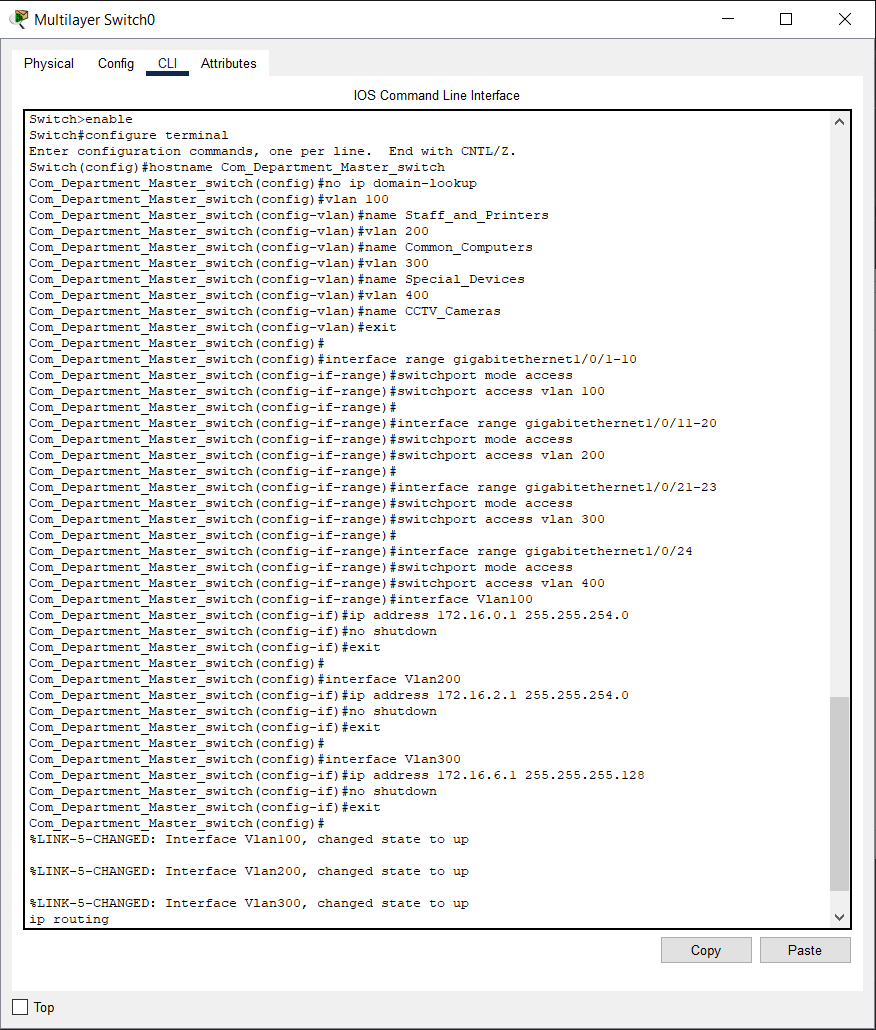 Multilayer Switch0
Physical Config CLI Attributes
IOS Command Line Interface
Switch>enable
Switch#configure terminal
Enter configuration commands, one per line.  End with CNTL/Z.
Switch(config)#hostname Com_Department_Master_switch
Com_Department_Master_switch(config)#no ip domain-lookup
Com_Department_Master_switch(config)#vlan 100
Com_Department_Master_switch(config-vlan)#name Staff_and_Printers
Com_Department_Master_switch(config-vlan)#vlan 200
Com_Department_Master_switch(config-vlan)#name Common_Computers
Com_Department_Master_switch(config-vlan)#vlan 300
Com_Department_Master_switch(config-vlan)#name Special_Devices
Com_Department_Master_switch(config-vlan)#vlan 400
Com_Department_Master_switch(config-vlan)#name CCTV_Cameras
Com_Department_Master_switch(config-vlan)#exit
Com_Department_Master_switch(config)#
Com_Department_Master_switch(config)#interface range gigabitethernet1/0/1-10
Com_Department_Master_switch(config-if-range)#switchport mode access
Com_Department_Master_switch(config-if-range)#switchport access vlan 100
Com_Department_Master_switch(config-if-range)#
Com_Department_Master_switch(config-if-range)#interface range gigabitethernet1/0/11-20
Com_Department_Master_switch(config-if-range)#switchport mode access
Com_Department_Master_switch(config-if-range)#switchport access vlan 200
Com_Department_Master_switch(config-if-range)#
Com_Department_Master_switch(config-if-range)#interface range gigabitethernet1/0/21-23
Com_Department_Master_switch(config-if-range)#switchport mode access
Com_Department_Master_switch(config-if-range)#switchport access vlan 300
Com_Department_Master_switch(config-if-range)#
Com_Department_Master_switch(config-if-range)#interface range gigabitethernet1/0/24
Com_Department_Master_switch(config-if-range)#switchport mode access
Com_Department_Master_switch(config-if-range)#switchport access vlan 400
Com_Department_Master_switch(config-if-range)#interface Vlan100
Com_Department_Master_switch(config-if)#ip address 172.16.0.1 255.255.254.0
Com_Department_Master_switch(config-if)#no shutdown
Com_Department_Master_switch(config-if)#exit
Com_Department_Master_switch(config)#
Com_Department_Master_switch(config)#interface Vlan200
Com_Department_Master_switch(config-if)#ip address 172.16.2.1 255.255.254.0
Com_Department_Master_switch(config-if)#no shutdown
Com_Department_Master_switch(config-if)#exit
Com_Department_Master_switch(config)#
Com_Department_Master_switch(config)#interface Vlan300
Com_Department_Master_switch(config-if)#ip address 172.16.6.1 255.255.255.128
Com_Department_Master_switch(config-if)#no shutdown
Com_Department_Master_switch(config-if)#exit
Com_Department_Master_switch(config)#
%LINK-5-CHANGED: Interface Vlan100, changed state to up
%LINK-5-CHANGED: Interface Vlan200, changed state to up
%LINK-5-CHANGED: Interface Vlan300, changed state to up
ip routing
Copy Paste
Top